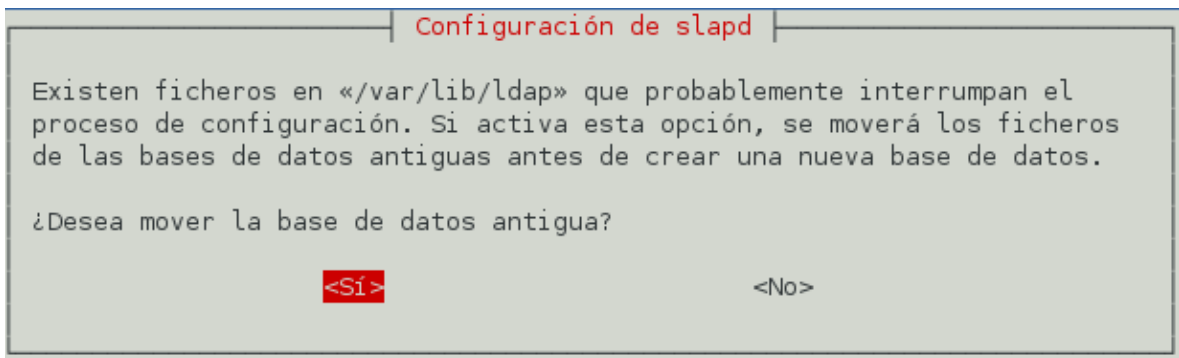 Configuración de slapd
Existen ficheros en «/var/lib/ldap» que probablemente interrumpan el
proceso de configuración. Si activa esta opción, se moverá los ficheros
de las bases de datos antiguas antes de crear una nueva base de datos.
¿Desea mover la base de datos antigua?
<Sí> <No>